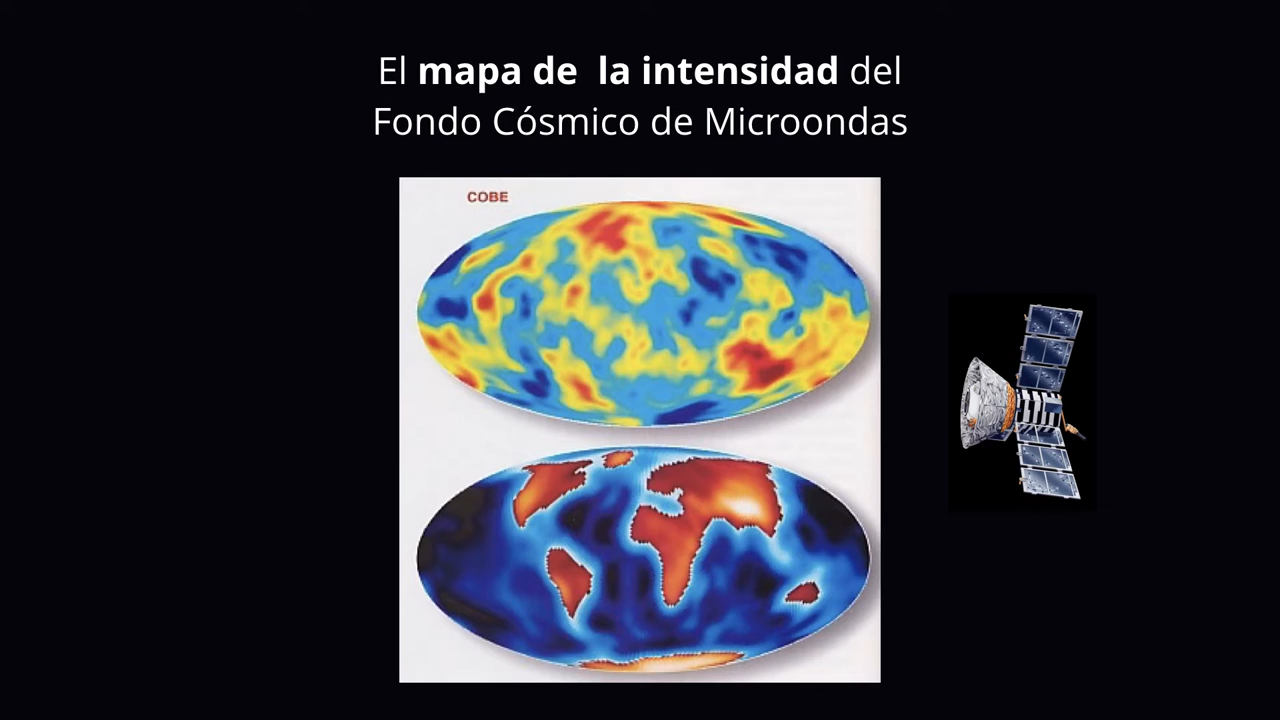 El mapa de  la intensidad del
Fondo Cósmico de Microondas
COBE